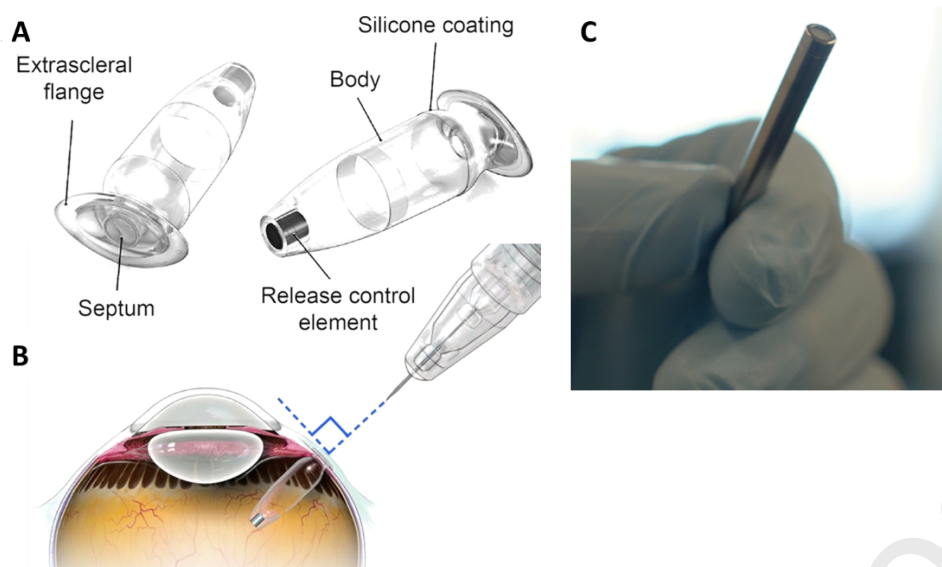 A
Extrascleral
flange
Septum
Silicone coating
Body
Release control
element
B
C